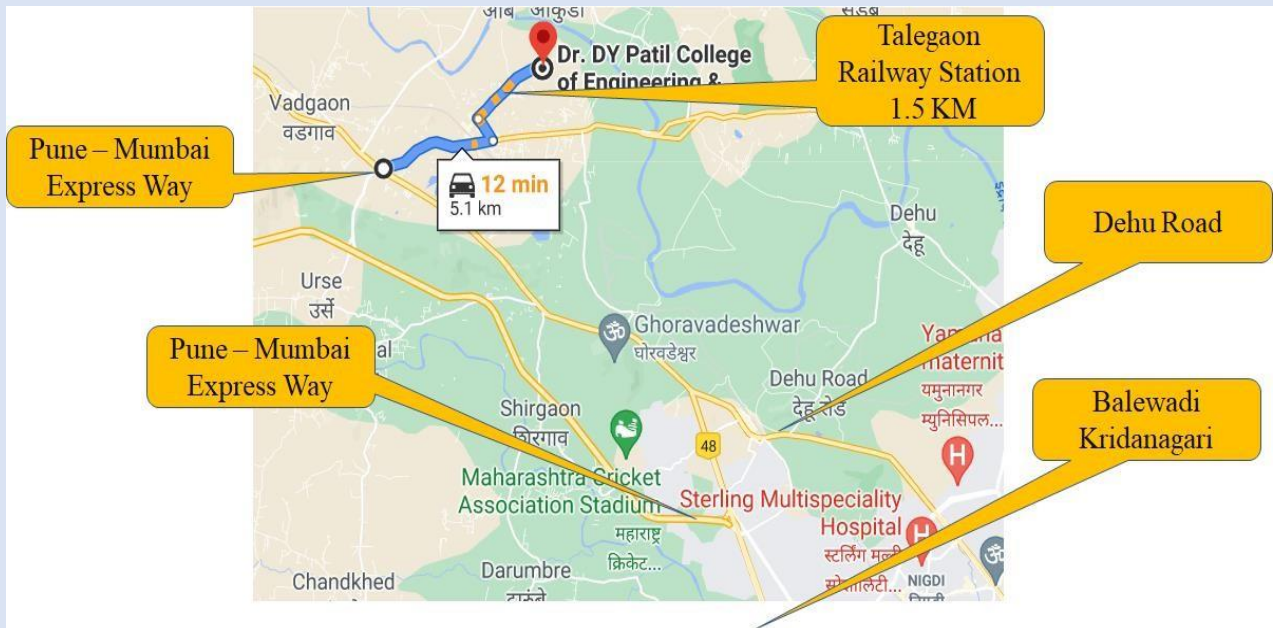 Dr. DY Patil College
of Engineering &
Talegaon
Railway Station
1.5 KM
Vadgaon
वडगाव
Pune – Mumbai
Express Way
12 min
5.1 km
Dehu
देहू
Dehu Road
Urse
उर्से
Ghoravadeshwar
घोरवडेश्वर
Pune – Mumbai
Express Way
al
Dehu Road
देहू रोड
maternit
यमुनानगर
म्युनिसिपल...
Balewadi
Kridanagari
Shirgaon
शिरगाव
48
Maharashtra Cricket
Association Stadium
महाराष्ट्र
क्रिकेट...
Sterling Multispeciality
Hospital
स्टर्लिंग मल्टी
H
H
NIGDI
Chandkhed
Darumbre